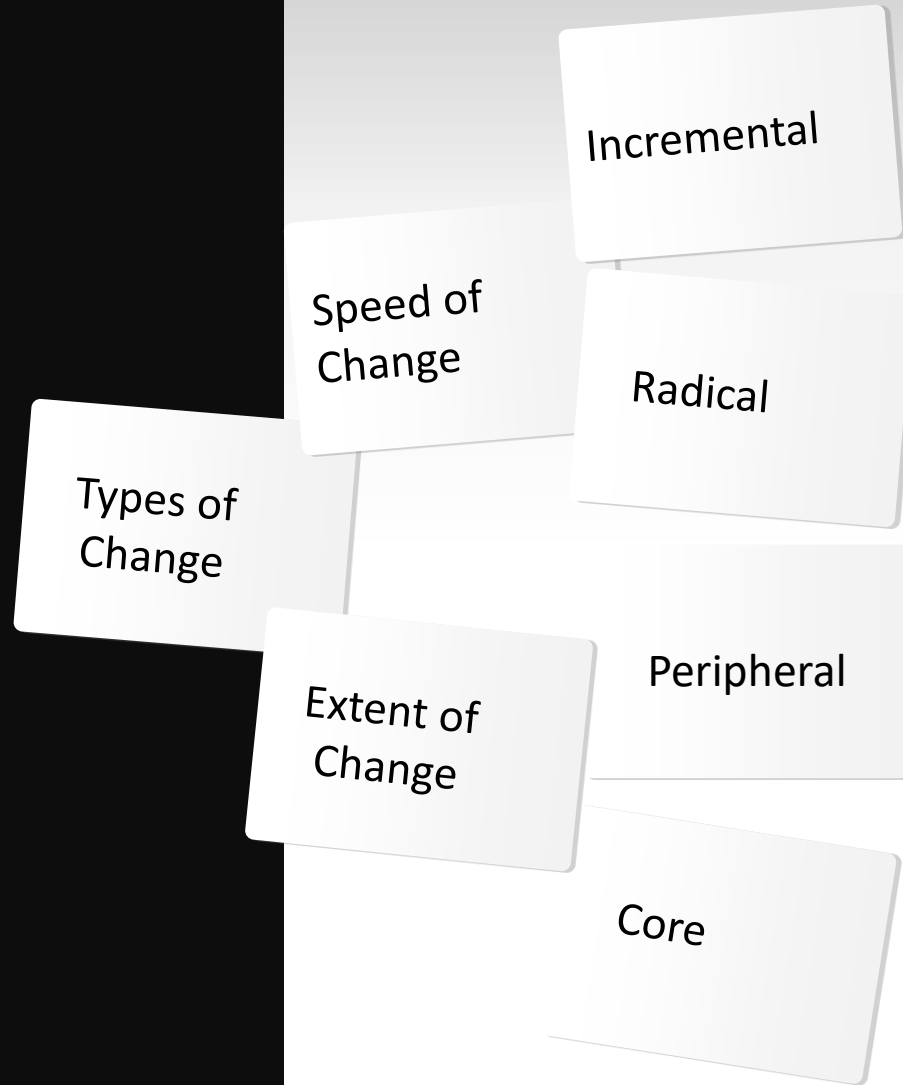 Types of
Change
Speed of
Change
Incremental
Radical
Extent of
Change
Peripheral
Core